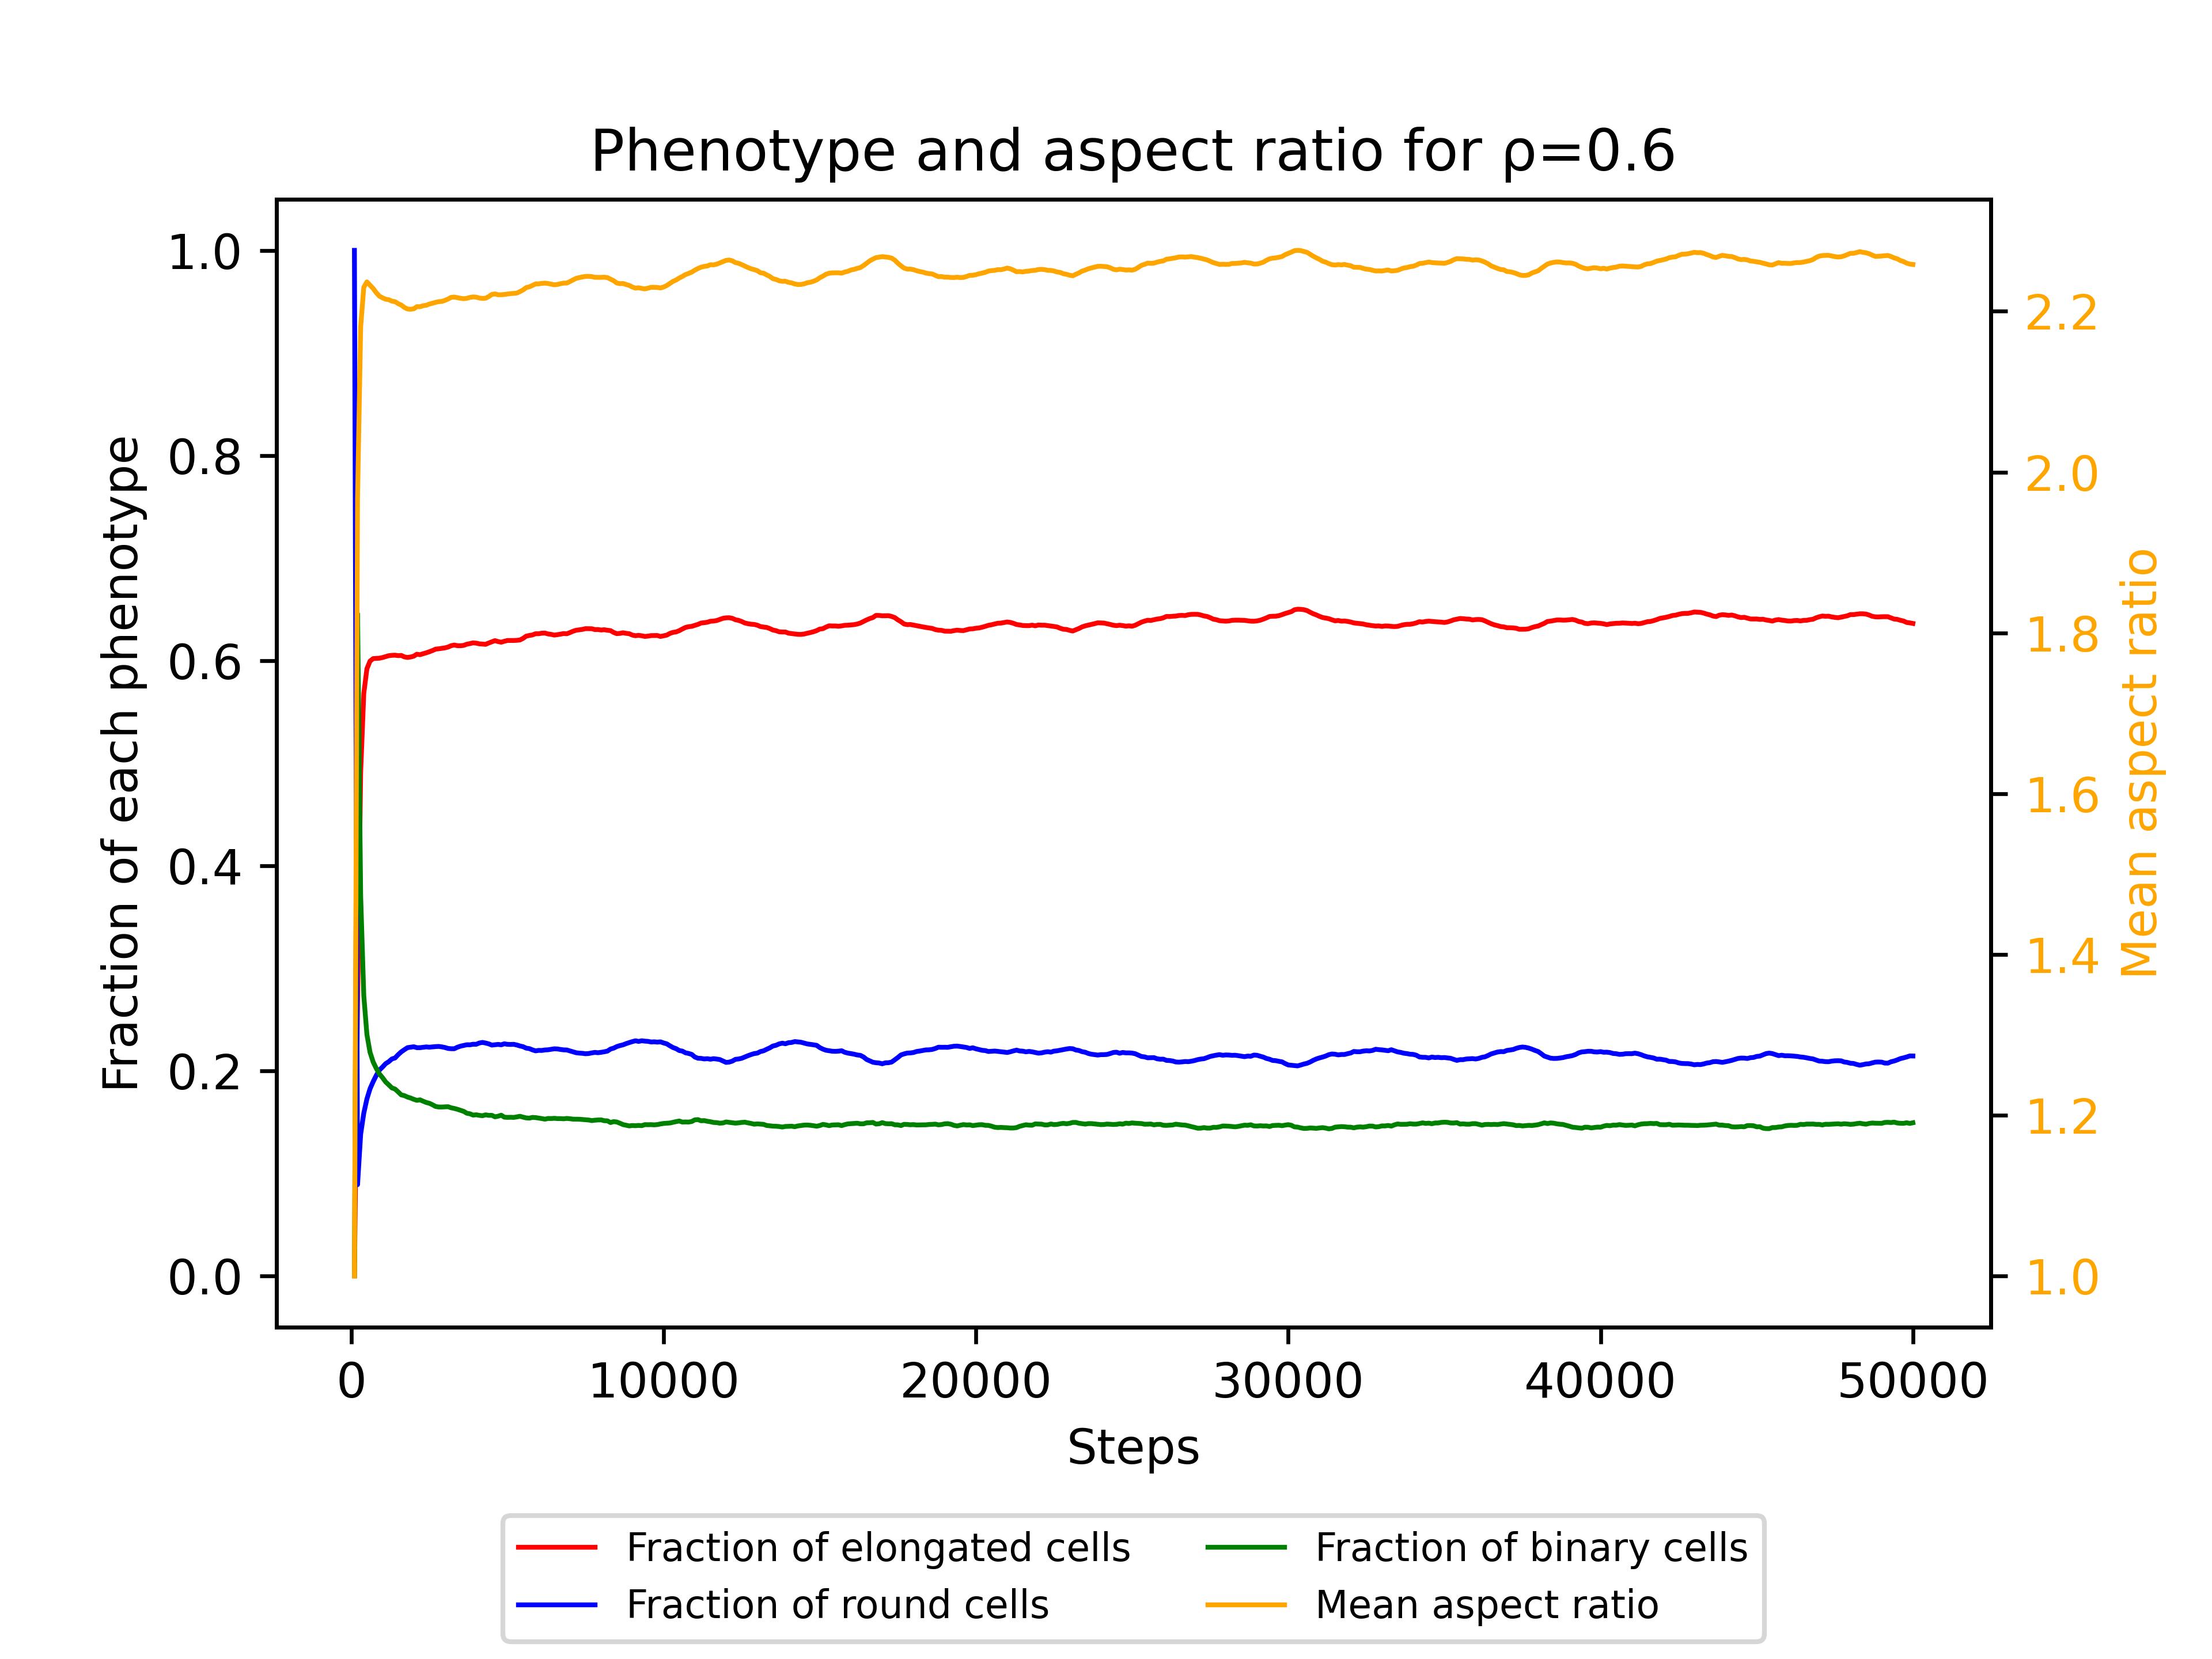 Phenotype and aspect ratio for ρ=0.6
1.0
0.8
0.6
0.4
0.2
0.0
Fraction of each phenotype
2.2
2.0
1.8
1.6
1.4
1.2
1.0
Mean aspect ratio
0 10000 20000 30000 40000 50000
Steps
Fraction of elongated cells
Fraction of round cells
Fraction of binary cells
Mean aspect ratio